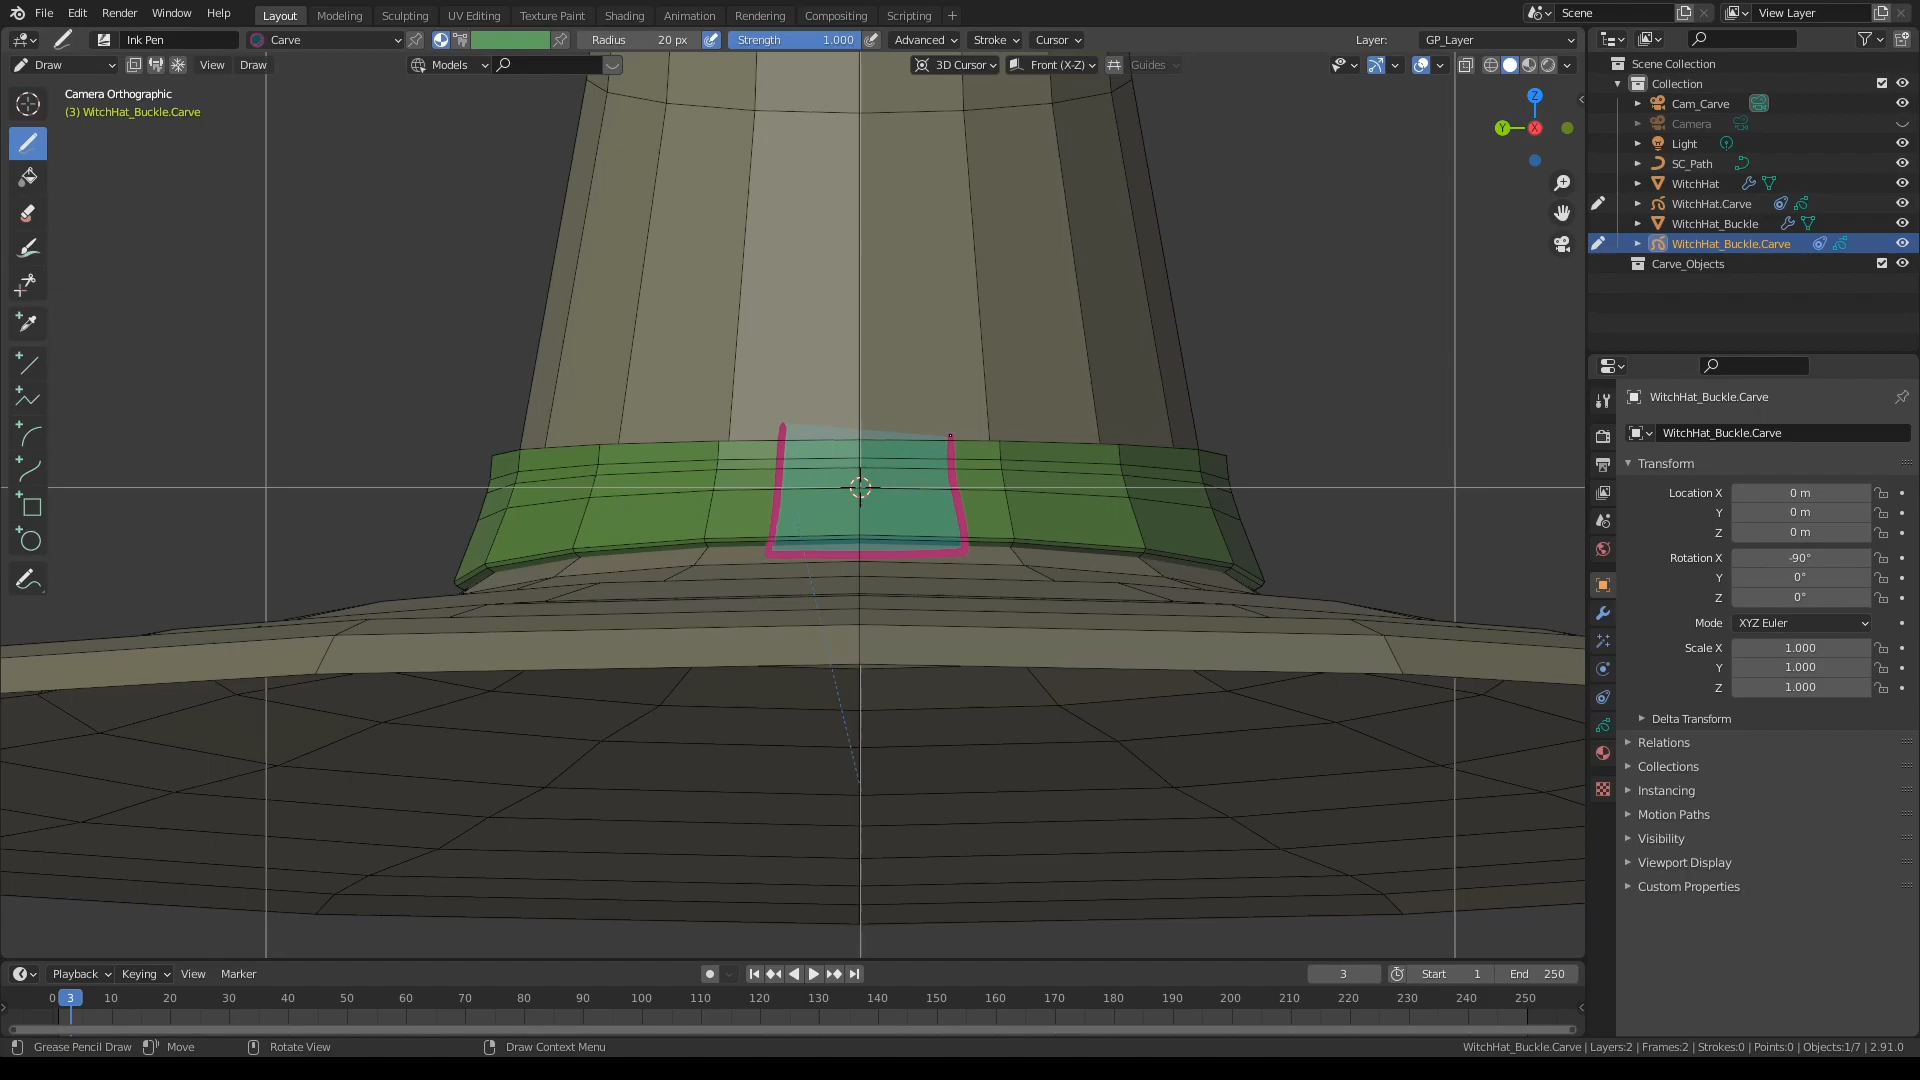 File Edit Render Window Help Layout Modeling Sculpting UV Editing Texture Paint Shading Animation Rendering Compositing Scripting + Scene View Layer
Ink Pen Carve Radius 20 px Strength 1.000 Advanced Stroke Cursor Layer: GP_Layer
Draw View Draw Models 3D Cursor Front (X-Z) Guides
Camera Orthographic
(3) WitchHat_Buckle.Carve
Z
Y
X
Scene Collection
Collection
Cam_Carve
Camera
Light
SC_Path
WitchHat
WitchHat.Carve
WitchHat_Buckle
WitchHat_Buckle.Carve
Carve_Objects
WitchHat_Buckle.Carve
WitchHat_Buckle.Carve
Transform
Location X 0 m
Y 0 m
Z 0 m
Rotation X -90°
Y 0°
Z 0°
Mode XYZ Euler
Scale X 1.000
Y 1.000
Z 1.000
Delta Transform
Relations
Collections
Instancing
Motion Paths
Visibility
Viewport Display
Custom Properties
Playback Keying View Marker 3 Start 1 End 250
0 3 10 20 30 40 50 60 70 80 90 100 110 120 130 140 150 160 170 180 190 200 210 220 230 240 250
Grease Pencil Draw Move Rotate View Draw Context Menu WitchHat_Buckle.Carve | Layers:2 | Frames:2 | Strokes:0 | Points:0 | Objects:1/7 | 2.91.0